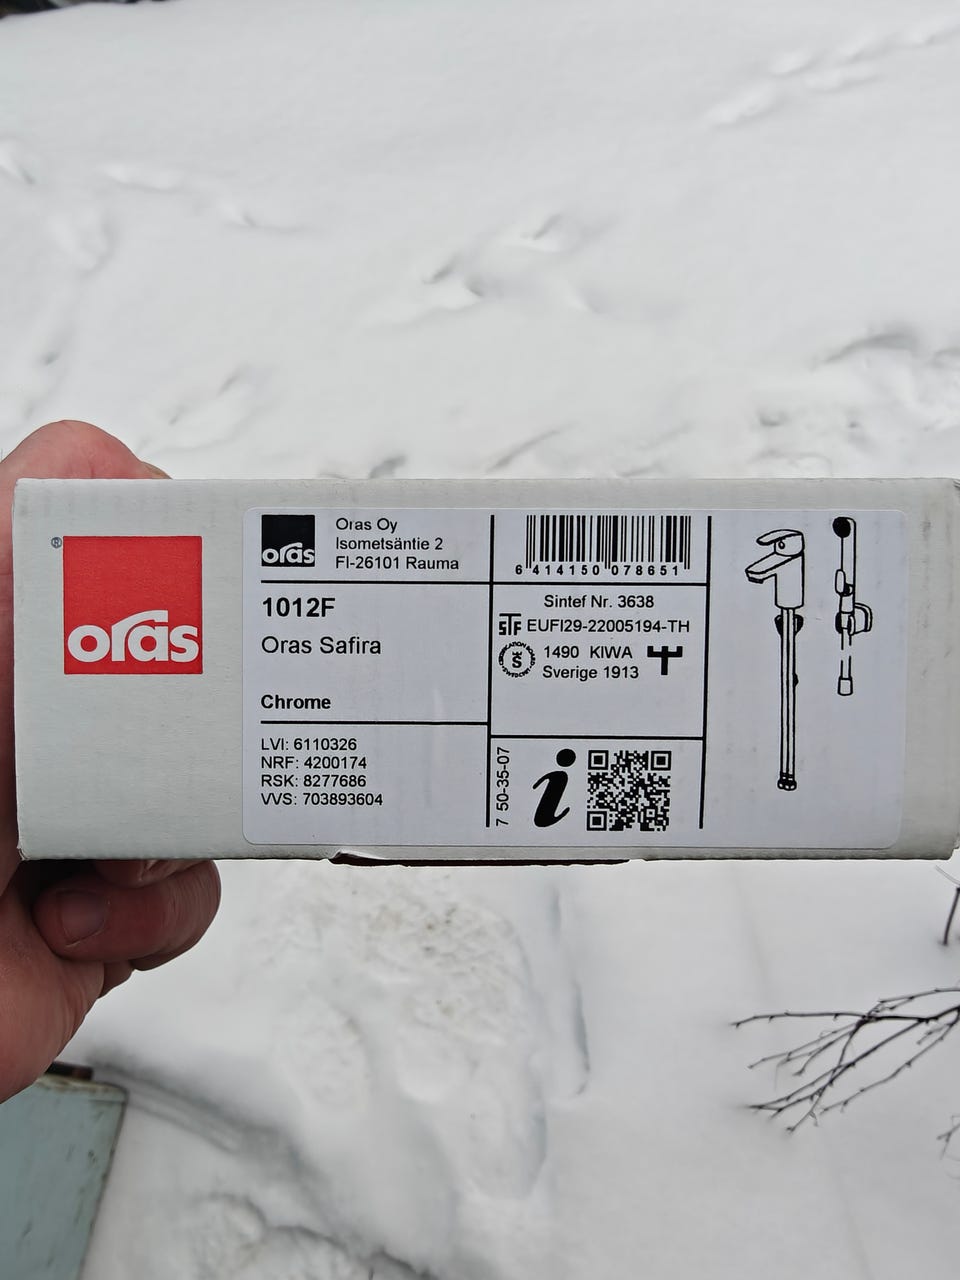 ®
oras
oras
Oras Oy
Isometsäntie 2
FI-26101 Rauma
1012F
Oras Safira
Chrome
LVI: 6110326
NRF: 4200174
RSK: 8277686
VVS: 703893604
6 414150 078651
Sintef Nr. 3638
STF EUFI29-22005194-TH
1490 KIWA
Sverige 1913
7 50-35-07
i